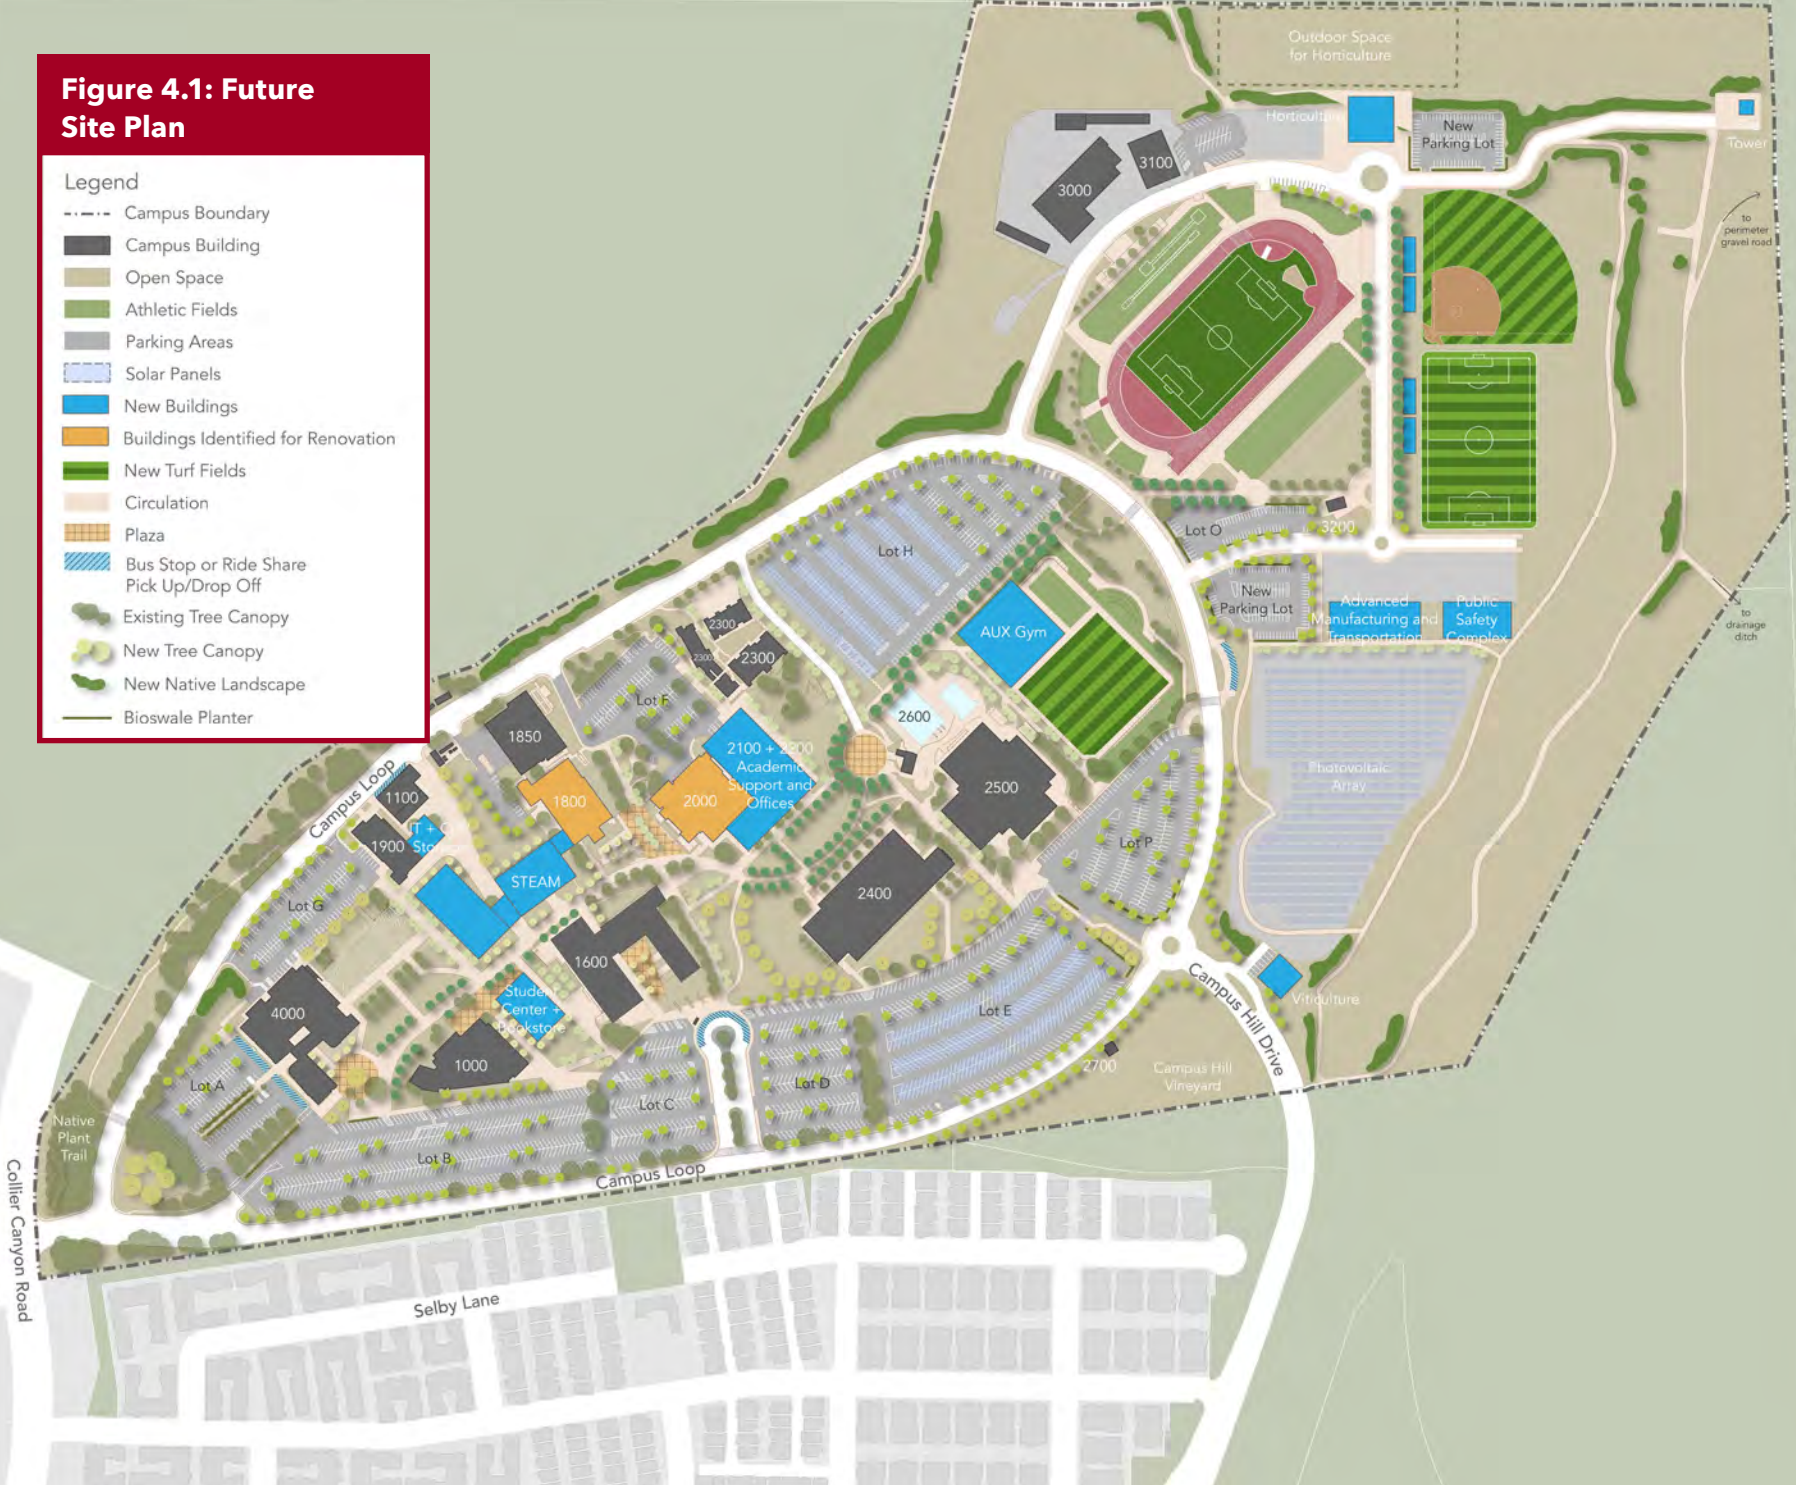 Figure 4.1: Future
Site Plan
Legend
Campus Boundary
Campus Building
Open Space
Athletic Fields
Parking Areas
Solar Panels
New Buildings
Buildings Identified for Renovation
New Turf Fields
Circulation
Plaza
Bus Stop or Ride Share
Pick Up/Drop Off
Existing Tree Canopy
New Tree Canopy
New Native Landscape
Bioswale Planter
Outdoor Space
for Horticulture
Horticulture
New
Parking Lot
Tower
to
perimeter
gravel road
3100
3000
Lot H
Lot O
3200
New
Parking Lot
Advanced
Manufacturing and
Transportation
Public
Safety
Complex
to
drainage
ditch
AUX Gym
2300
2300
2300
Lot F
2600
1850
2100 + 2300
Academic
Support and
Offices
1800
2000
2500
Photovoltaic
Array
Campus Loop
1100
1900
IT +
Lot P
STEAM
2400
Lot G
1600
Student
Center +
Bookstore
4000
1000
Lot E
Campus Hill Drive
Viticulture
Lot A
Lot D
Lot C
2700
Campus Hill
Vineyard
Native
Plant
Trail
Lot B
Campus Loop
Collier Canyon Road
Selby Lane